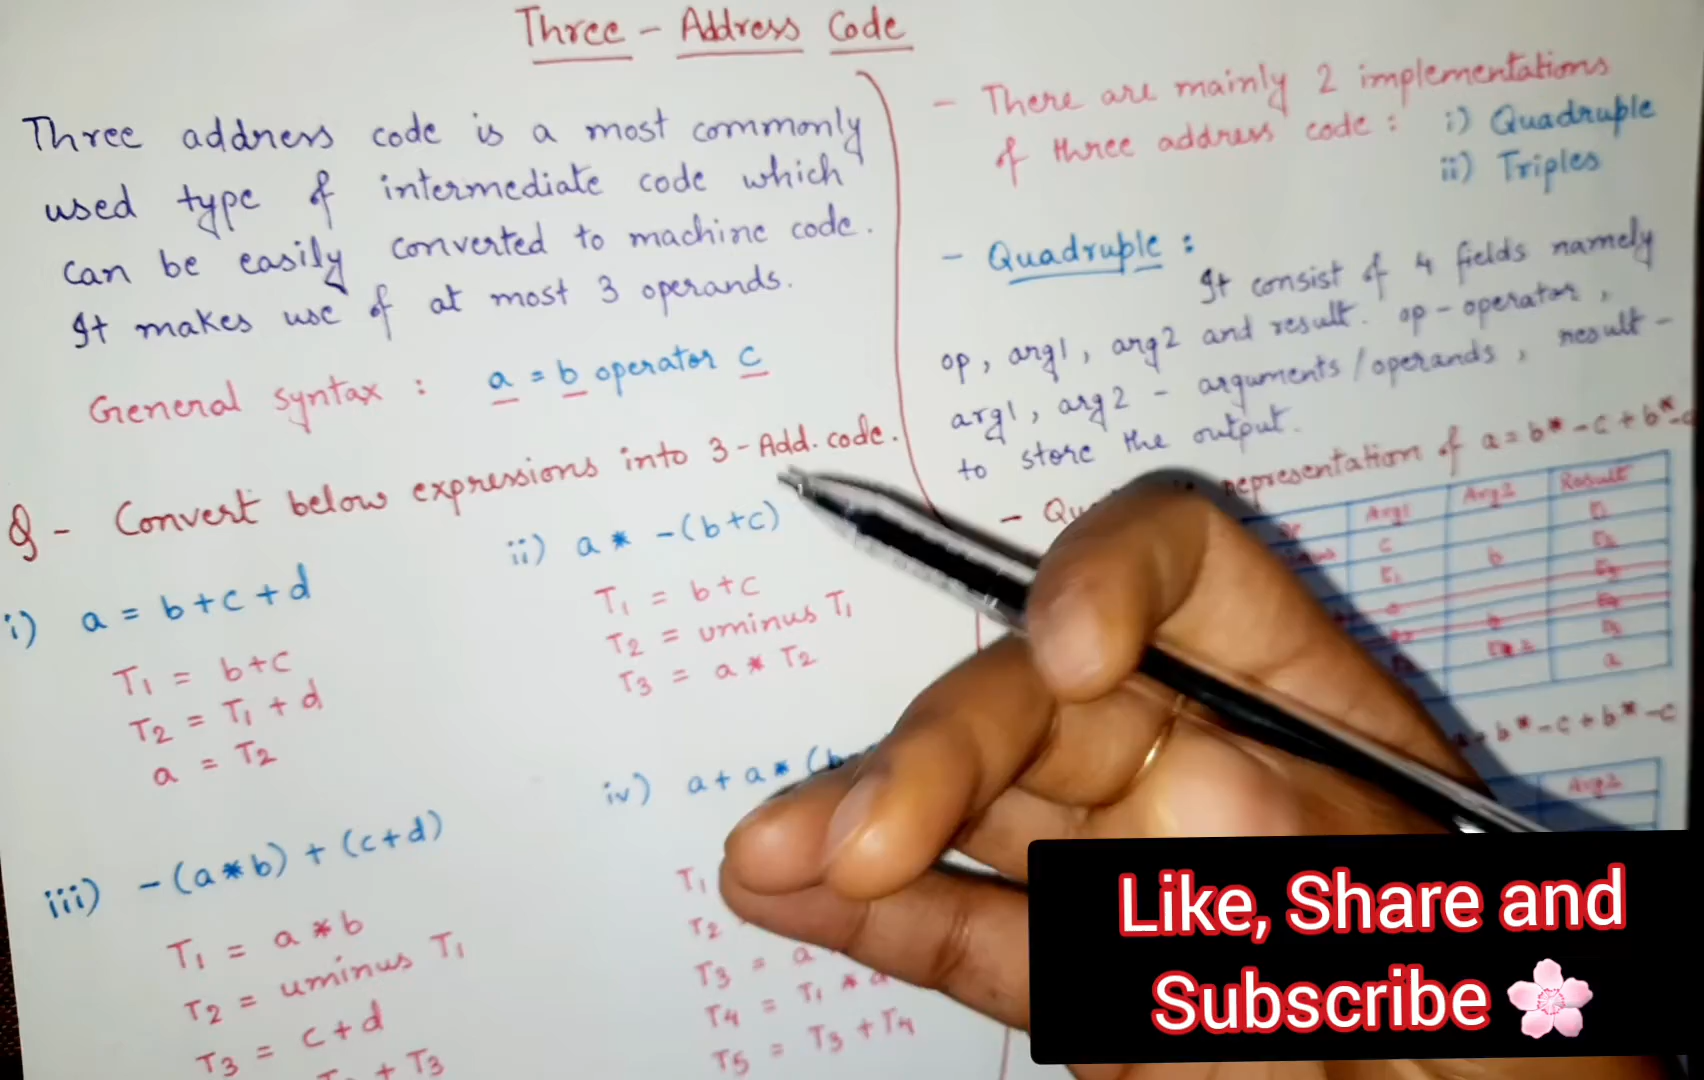 Three - Address Code
Three address code is a most commonly
used type of intermediate code which
can be easily converted to machine code.
It makes use of at most 3 operands.
General syntax : a = b operator c
Q - Convert below expressions into 3-Add. code.
i) a = b+c+d
T1 = b+c
T2 = T1 + d
a = T2
ii) a * -(b+c)
T1 = b+c
T2 = uminus T1
T3 = a * T2
iii) -(a*b) + (c+d)
T1 = a * b
T2 = uminus T1
T3 = c+d
+ T3
iv) a + a * (b
T1
T2
T3 = a
T4 = T1 *
T5 = T3 + T4
- There are mainly 2 implementations
of three address code : i) Quadruple
ii) Triples
- Quadruple :
It consist of 4 fields namely
op, arg1, arg2 and result. op - operator,
arg1, arg2 - arguments/operands, result -
to store the output.
- representation of a = b* -c + b* -c
Arg1 Arg2 Result
c
b
a
b* -c + b* -c
Arg2
Like, Share and
Subscribe 🌸